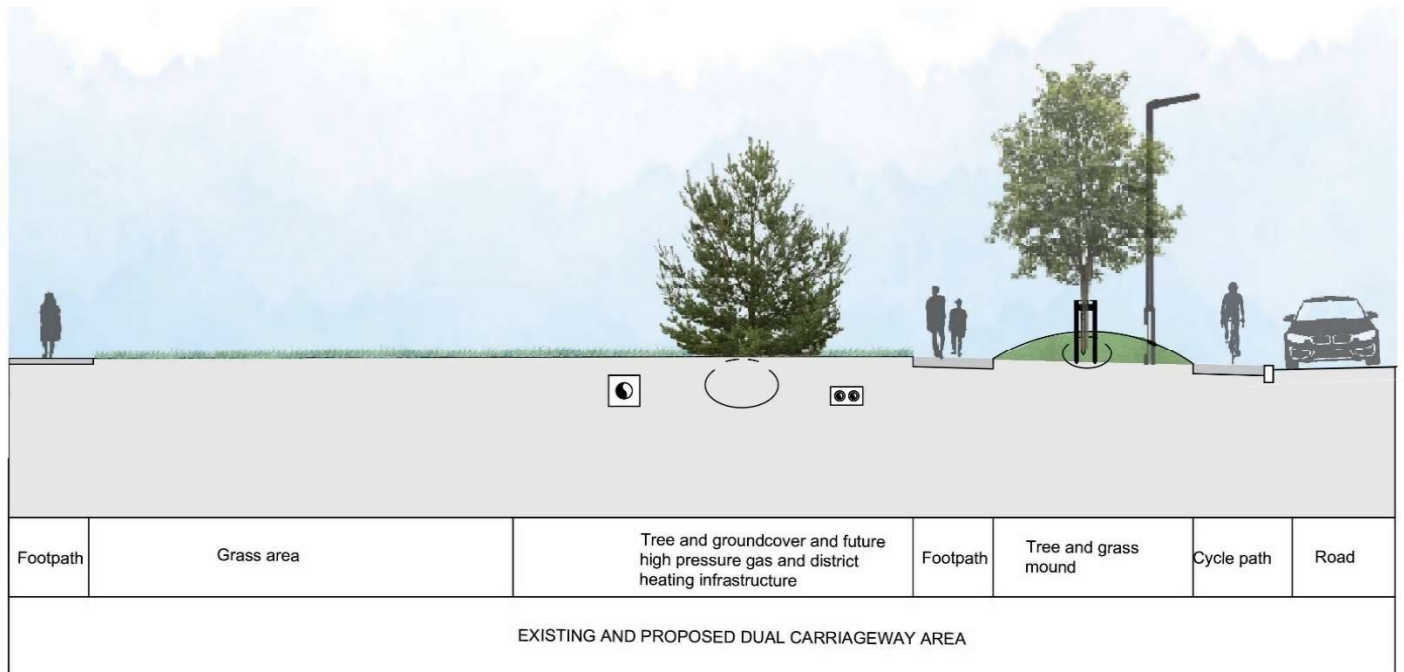 Footpath
Grass area
Tree and groundcover and future
high pressure gas and district
heating infrastructure
Footpath
Tree and grass
mound
Cycle path
Road
EXISTING AND PROPOSED DUAL CARRIAGEWAY AREA